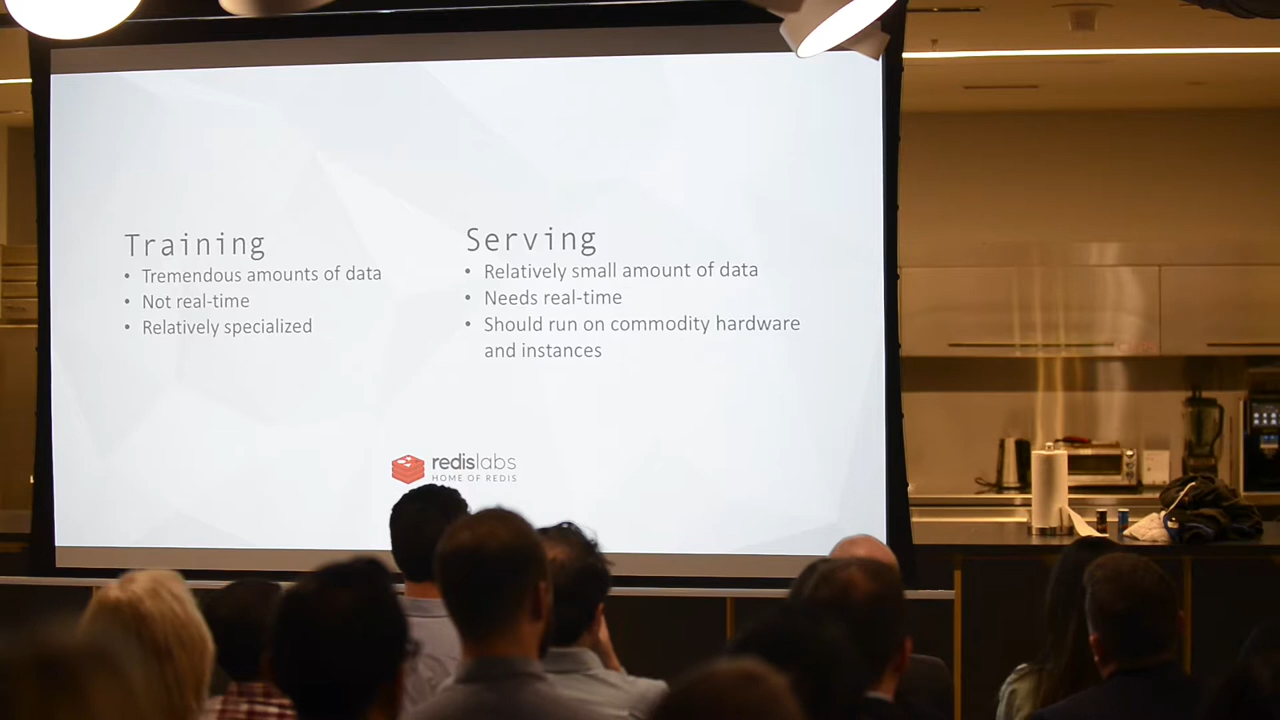 Training
• Tremendous amounts of data
• Not real-time
• Relatively specialized
Serving
• Relatively small amount of data
• Needs real-time
• Should run on commodity hardware
and instances
redislabs
HOME OF REDIS